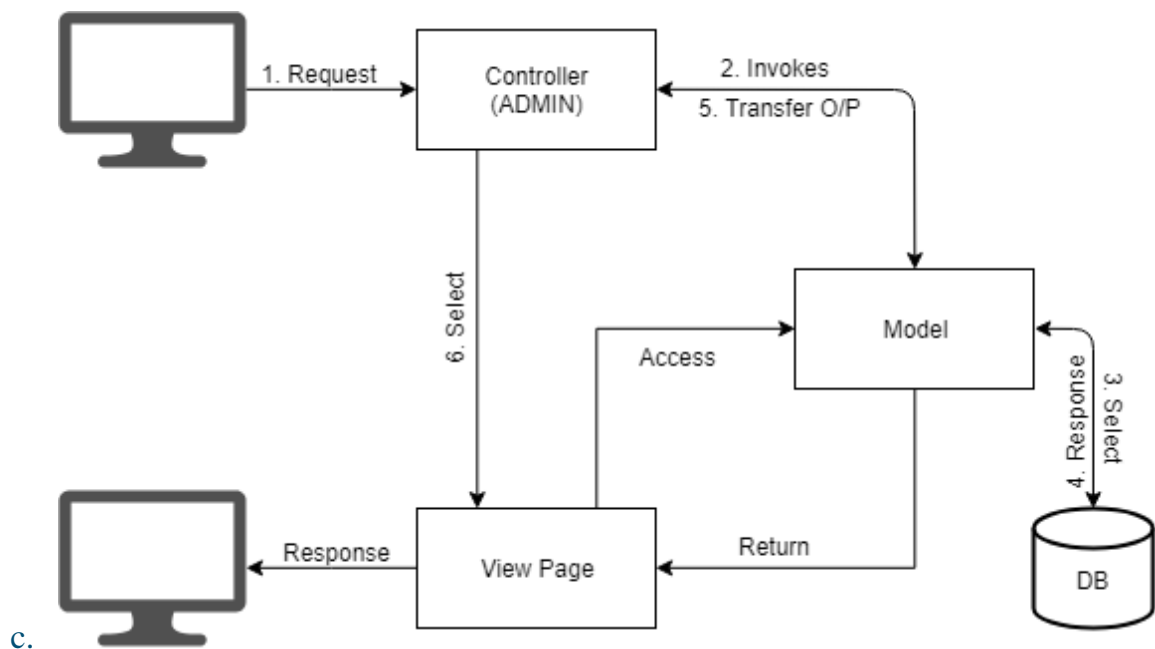 1. Request
Controller
(ADMIN)
2. Invokes
5. Transfer O/P
6. Select
Access
Model
4. Response
3. Select
Response
View Page
Return
DB
c.